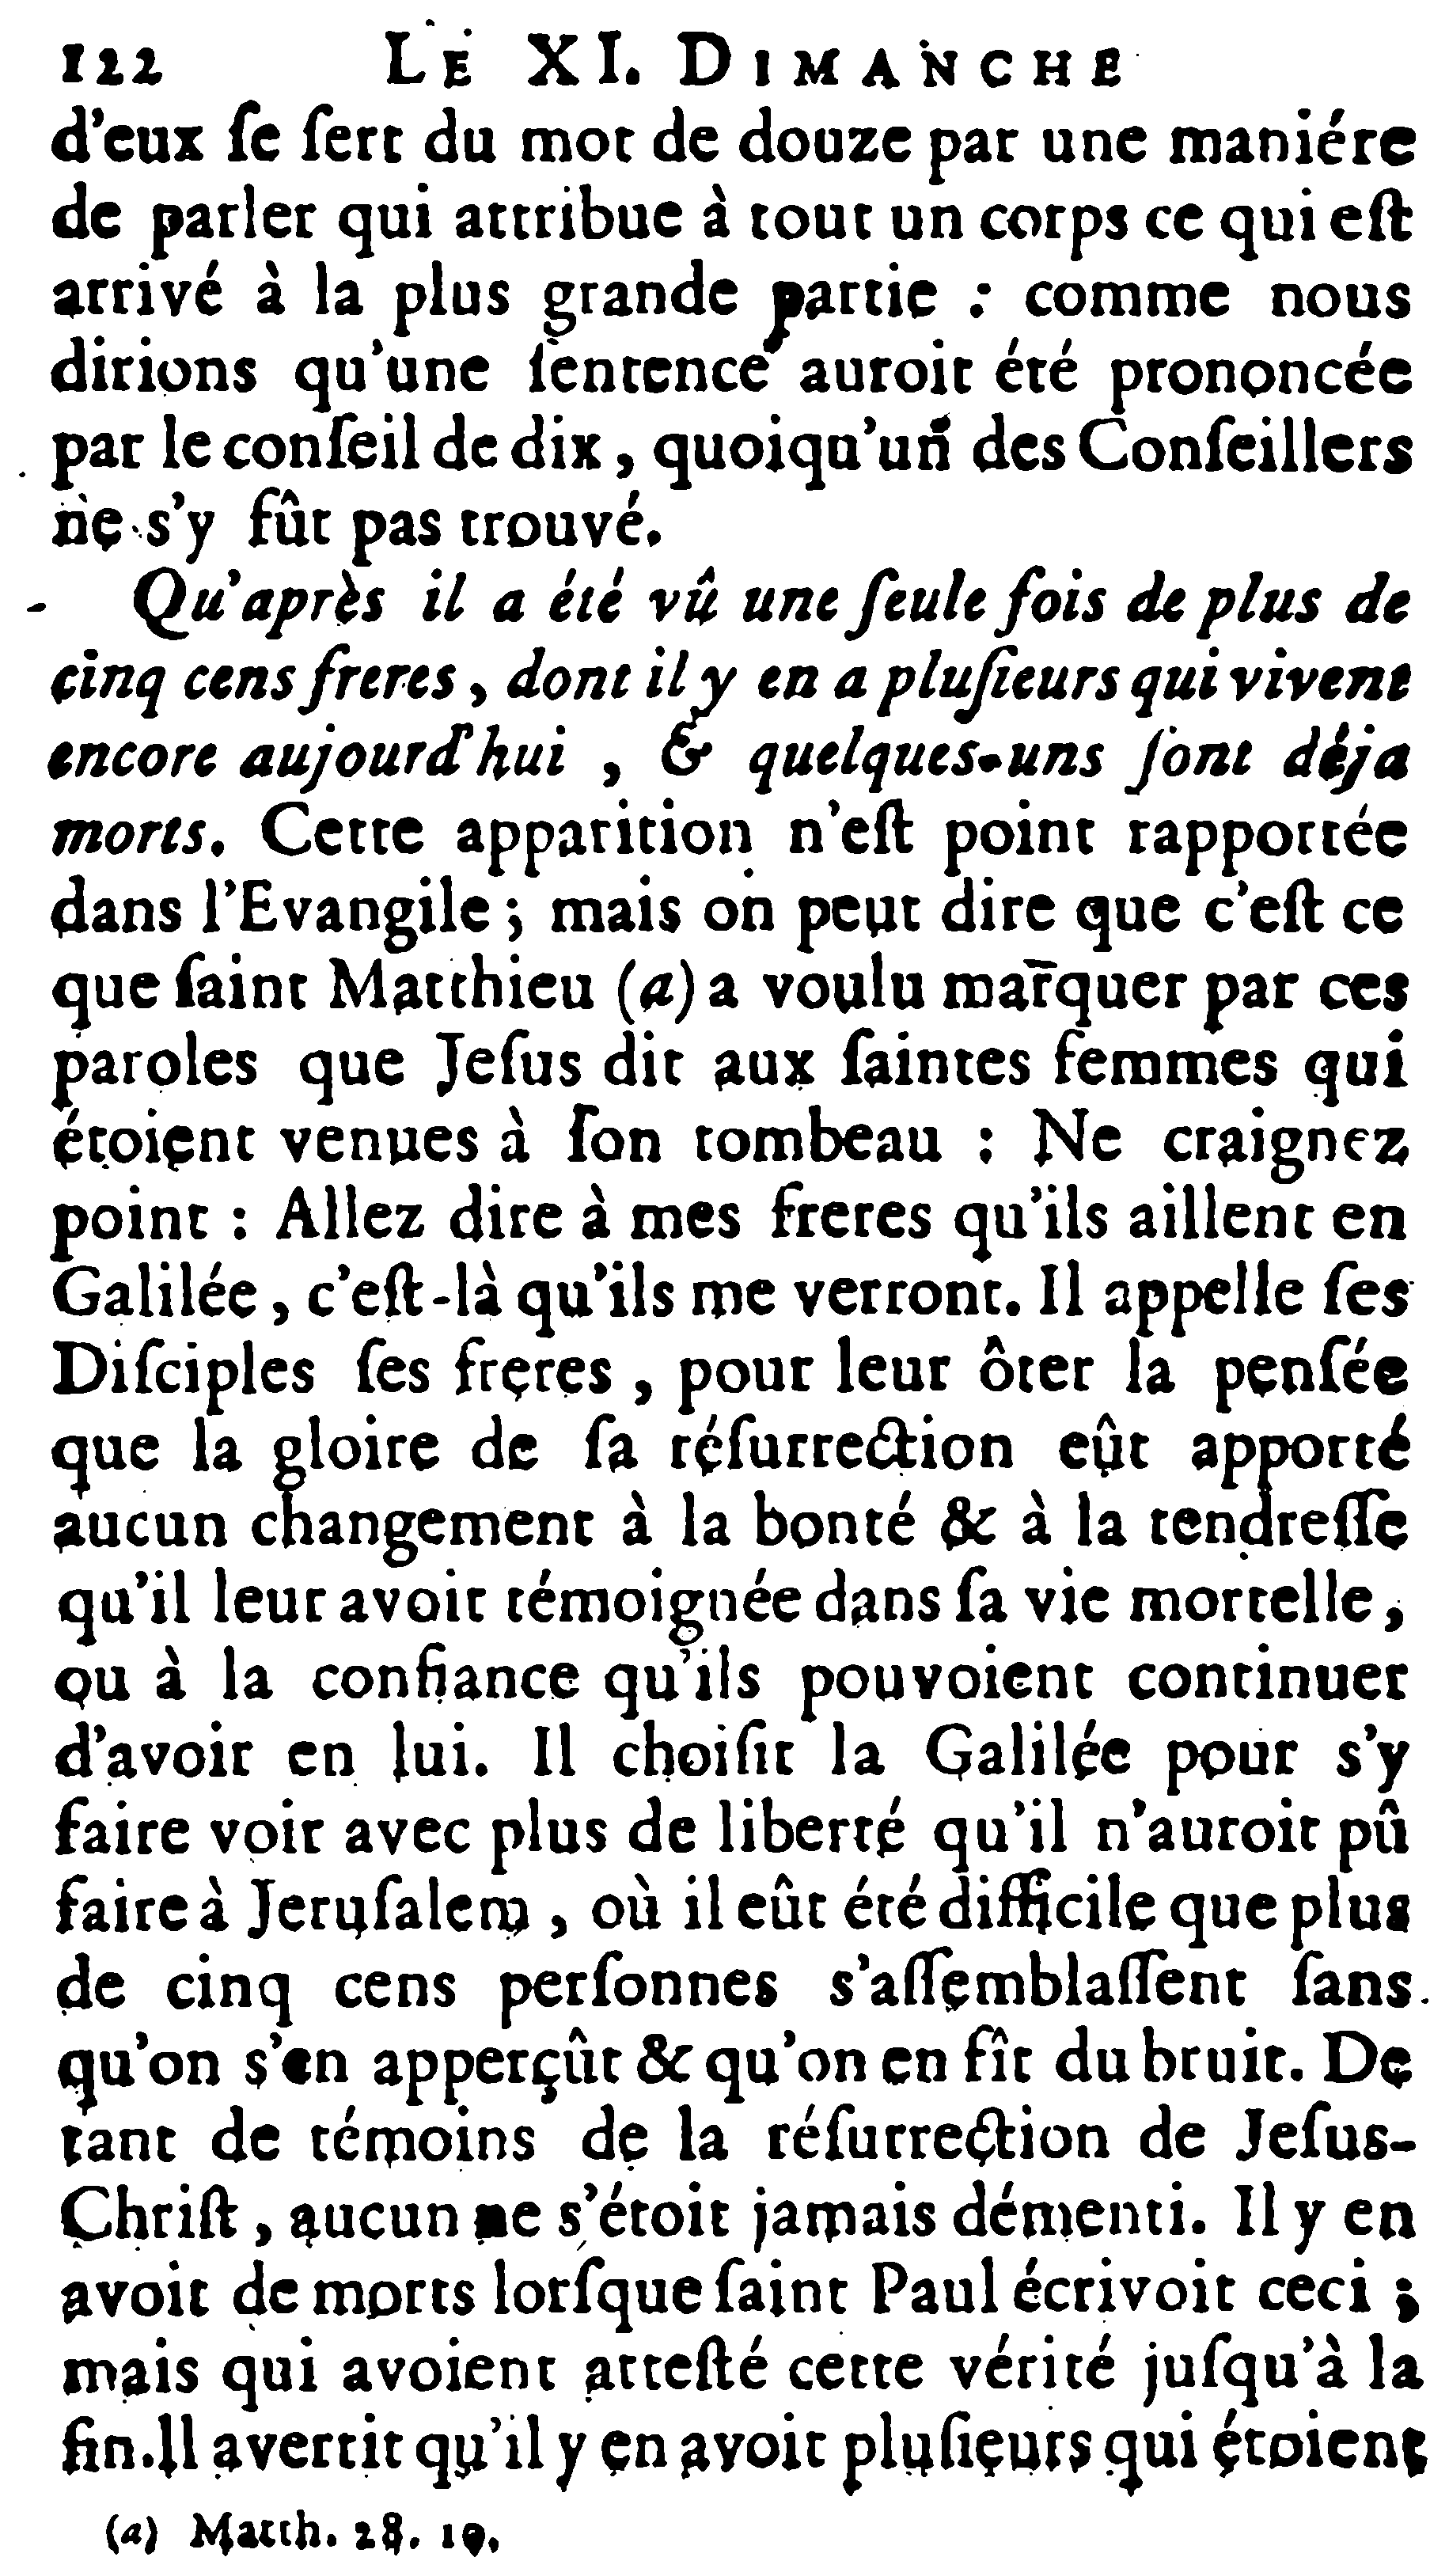 122 LE XI. DIMANCHE
d'eux ſe ſert du mot de douze par une maniére
de parler qui attribue à tout un corps ce qui eſt
arrivé à la plus grande partie : comme nous
dirions qu'une ſentence auroit été prononcée
par le conſeil de dix, quoiqu'un des Conſeillers
ne s'y fût pas trouvé.
Qu'après il a été vû une ſeule fois de plus de
cinq cens freres, dont il y en a pluſieurs qui vivent
encore aujourd'hui, & quelques-uns ſont déja
morts. Cette apparition n'eſt point rapportée
dans l'Evangile ; mais on peut dire que c'eſt ce
que ſaint Matthieu (a) a voulu marquer par ces
paroles que Jeſus dit aux ſaintes femmes qui
étoient venues à ſon tombeau : Ne craignez
point : Allez dire à mes freres qu'ils aillent en
Galilée, c'eſt-là qu'ils me verront. Il appelle ſes
Diſciples ſes freres, pour leur ôter la penſée
que la gloire de ſa réſurrection eût apporté
aucun changement à la bonté & à la tendreſſe
qu'il leur avoit témoignée dans ſa vie mortelle,
ou à la confiance qu'ils pouvoient continuer
d'avoir en lui. Il choiſit la Galilée pour s'y
faire voir avec plus de liberté qu'il n'auroit pû
faire à Jeruſalem, où il eût été difficile que plus
de cinq cens perſonnes s'aſſemblaſſent ſans
qu'on s'en apperçût & qu'on en fît du bruit. De
tant de témoins de la réſurrection de Jeſus-
Chriſt, aucun ne s'étoit jamais démenti. Il y en
avoit de morts lorſque ſaint Paul écrivoit ceci ;
mais qui avoient atteſté cette vérité juſqu'à la
fin. Il avertit qu'il y en avoit pluſieurs qui étoient
(a) Matth. 28. 10.